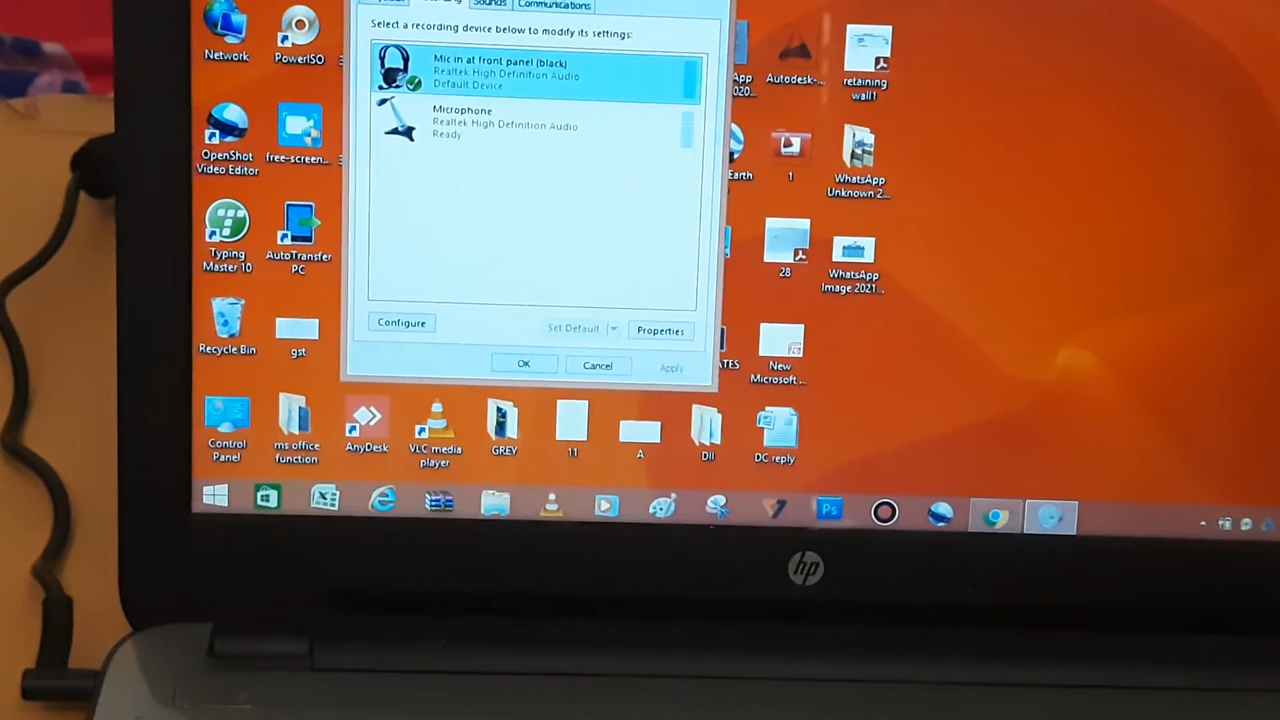 Sounds
Communications
Select a recording device below to modify its settings:
Mic in at front panel (black)
Realtek High Definition Audio
Default Device
Microphone
Realtek High Definition Audio
Ready
Configure
Set Default
Properties
OK
Cancel
Apply
Network
PowerISO
OpenShot
Video Editor
free-screen...
Typing
Master 10
AutoTransfer
PC
Recycle Bin
gst
Control
Panel
ms office
function
AnyDesk
VLC media
player
GREY
11
A
Dll
DC reply
App
020...
Autodesk-...
retaining
wall1
Earth
1
WhatsApp
Unknown 2...
28
WhatsApp
Image 2021...
TES
New
Microsoft ...
Ps
hp